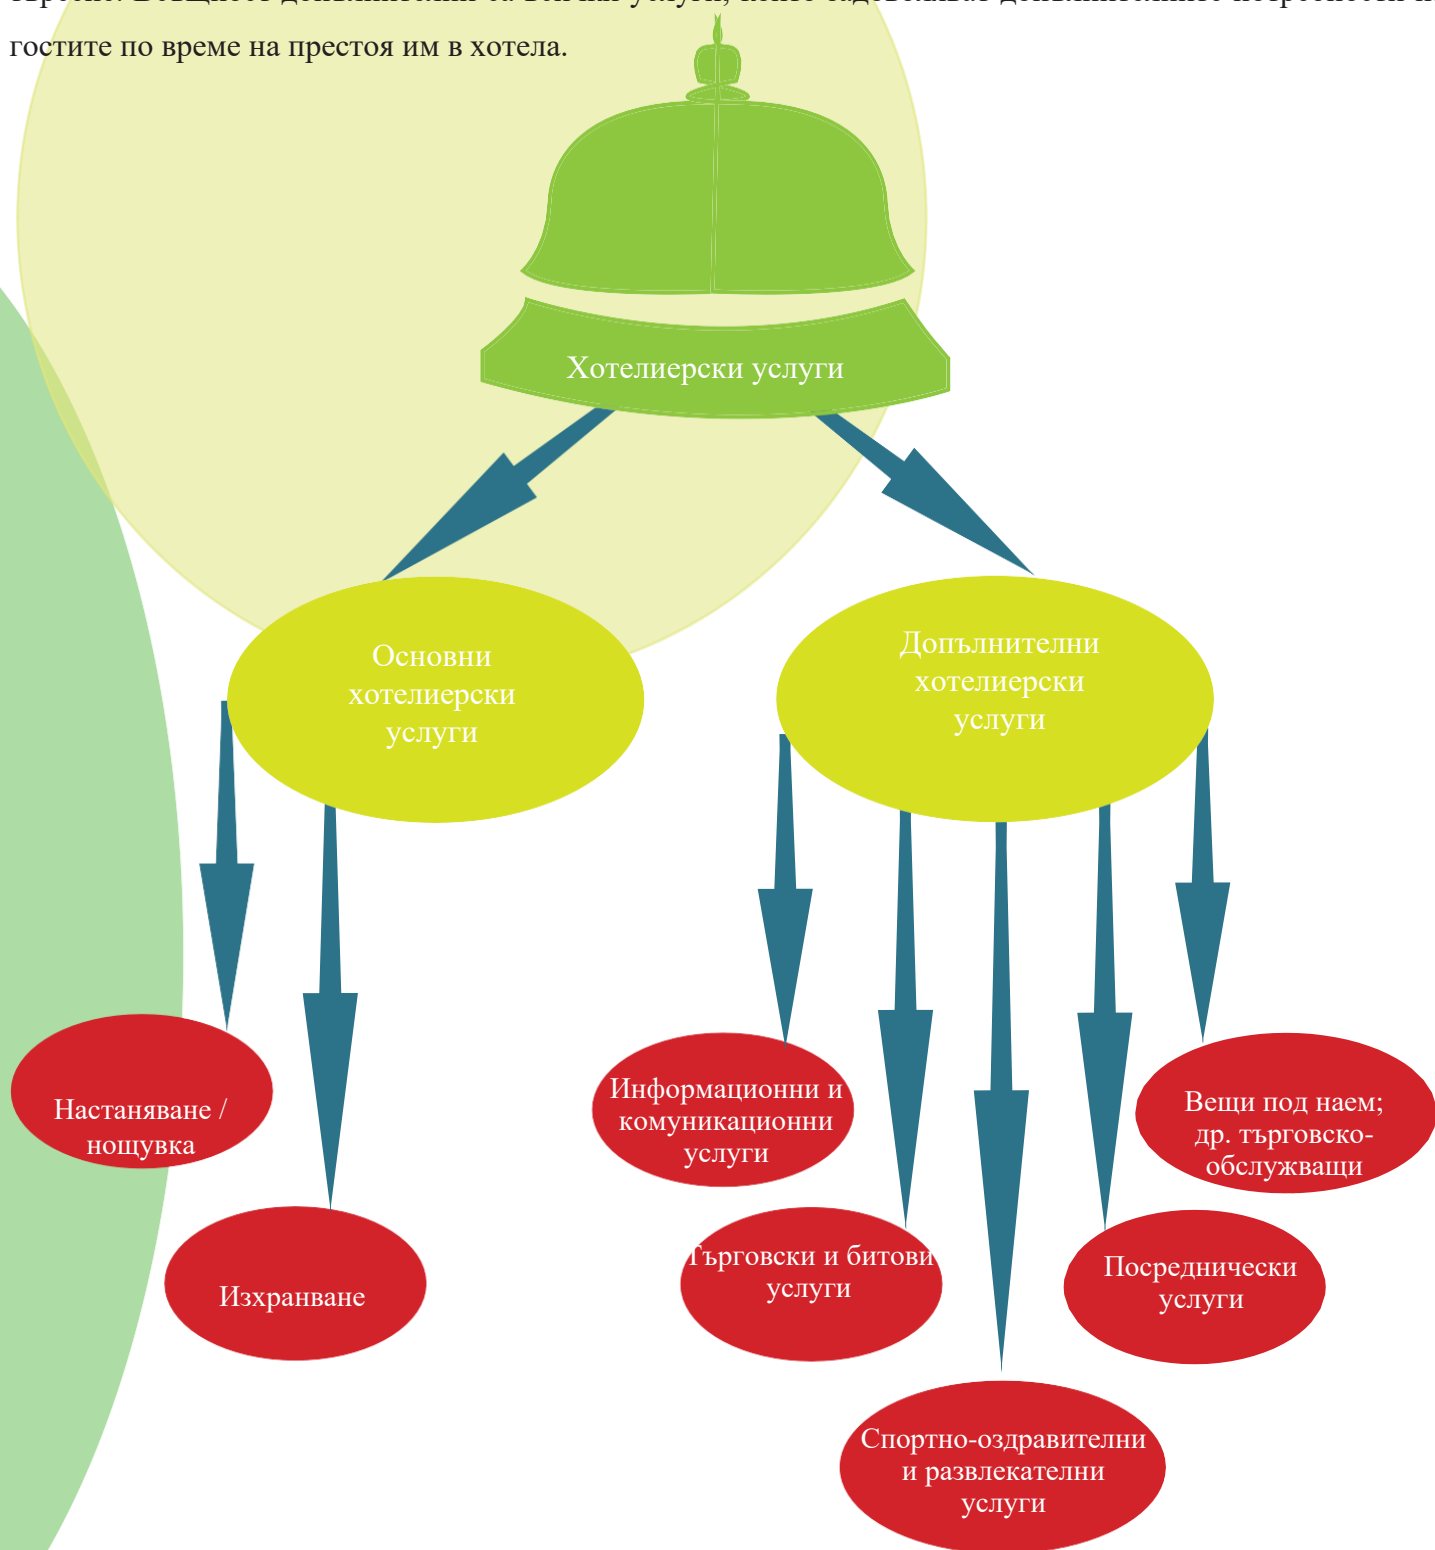 гостите по време на престоя им в хотела.
Хотелиерски услуги
Основни
хотелиерски
услуги
Допълнителни
хотелиерски
услуги
Настаняване /
нощувка
Изхранване
Информационни и
комуникационни
услуги
Търговски и битови
услуги
Спортно-оздравителни
и развлекателни
услуги
Посреднически
услуги
Вещи под наем;
др. търговско-
обслужващи